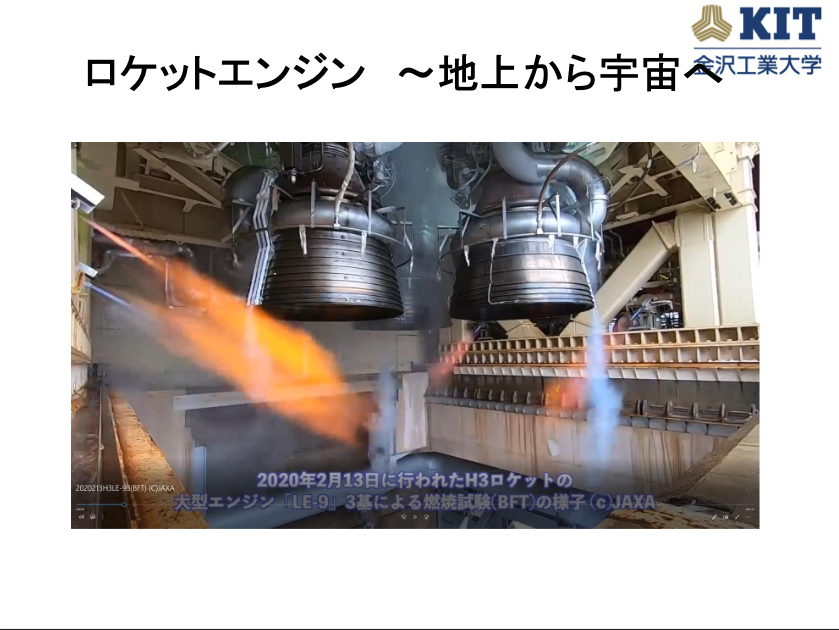 KIT
金沢工業大学
ロケットエンジン　～地上から宇宙へ
2020年2月13日に行われたH3ロケットの
大型エンジン『LE-9』3基による燃焼試験(BFT)の様子 (c)JAXA
2020213H3LE-93(BFT) (C)JAXA